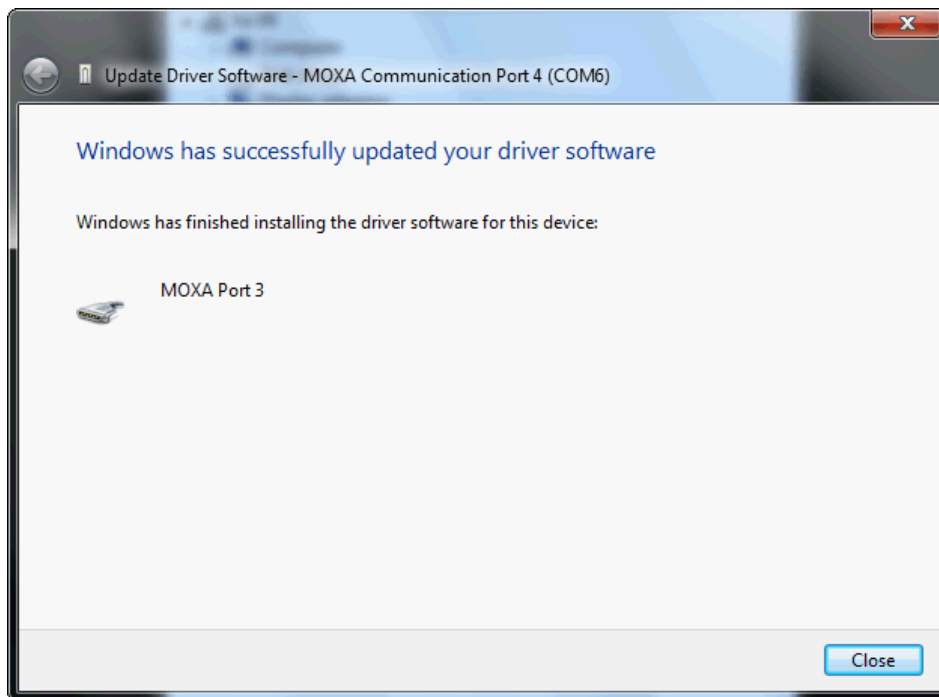 Update Driver Software - MOXA Communication Port 4 (COM6)
Windows has successfully updated your driver software
Windows has finished installing the driver software for this device:
MOXA Port 3
Close